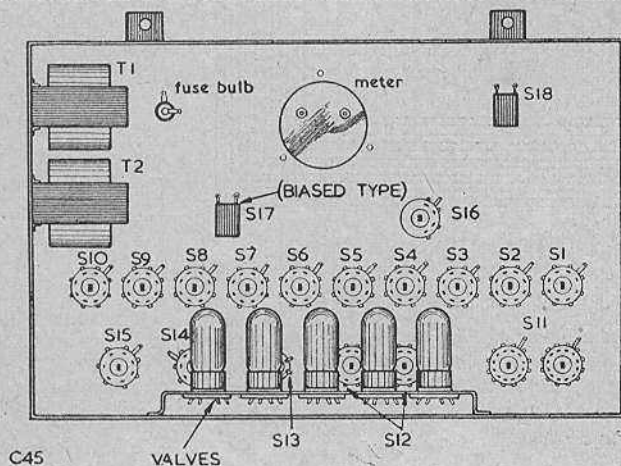 T1
fuse bulb
meter
S18
T2
(BIASED TYPE)
S17
S16
S10 S9 S8 S7 S6 S5 S4 S3 S2 S1
S15 S14 S11
S13 S12
C45 VALVES